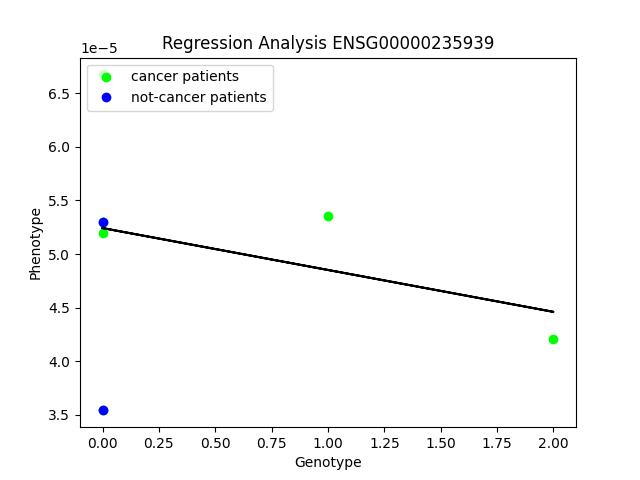 Regression Analysis ENSG00000235939
1e−5
cancer patients
not-cancer patients
6.5
6.0
5.5
5.0
4.5
4.0
3.5
Phenotype
0.00 0.25 0.50 0.75 1.00 1.25 1.50 1.75 2.00
Genotype